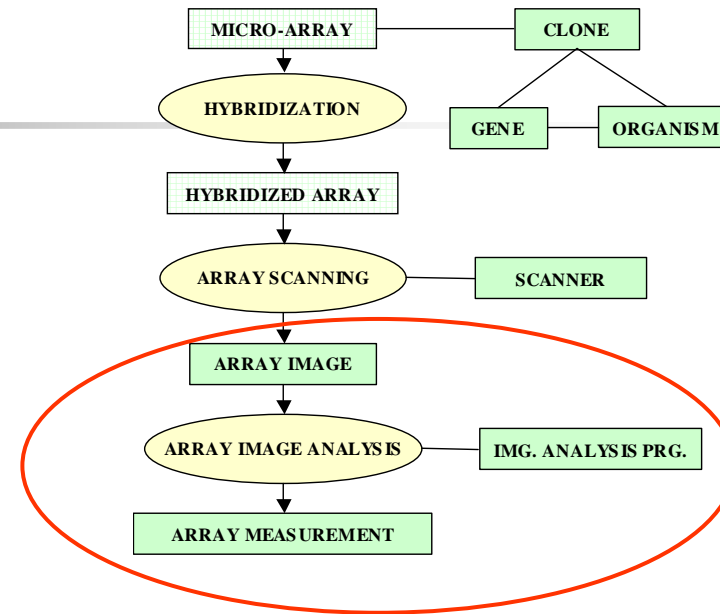 MICRO-ARRAY
CLONE
HYBRIDIZATION
GENE
ORGANISM
HYBRIDIZED ARRAY
ARRAY SCANNING
SCANNER
ARRAY IMAGE
ARRAY IMAGE ANALYSIS
IMG. ANALYSIS PRG.
ARRAY MEASUREMENT